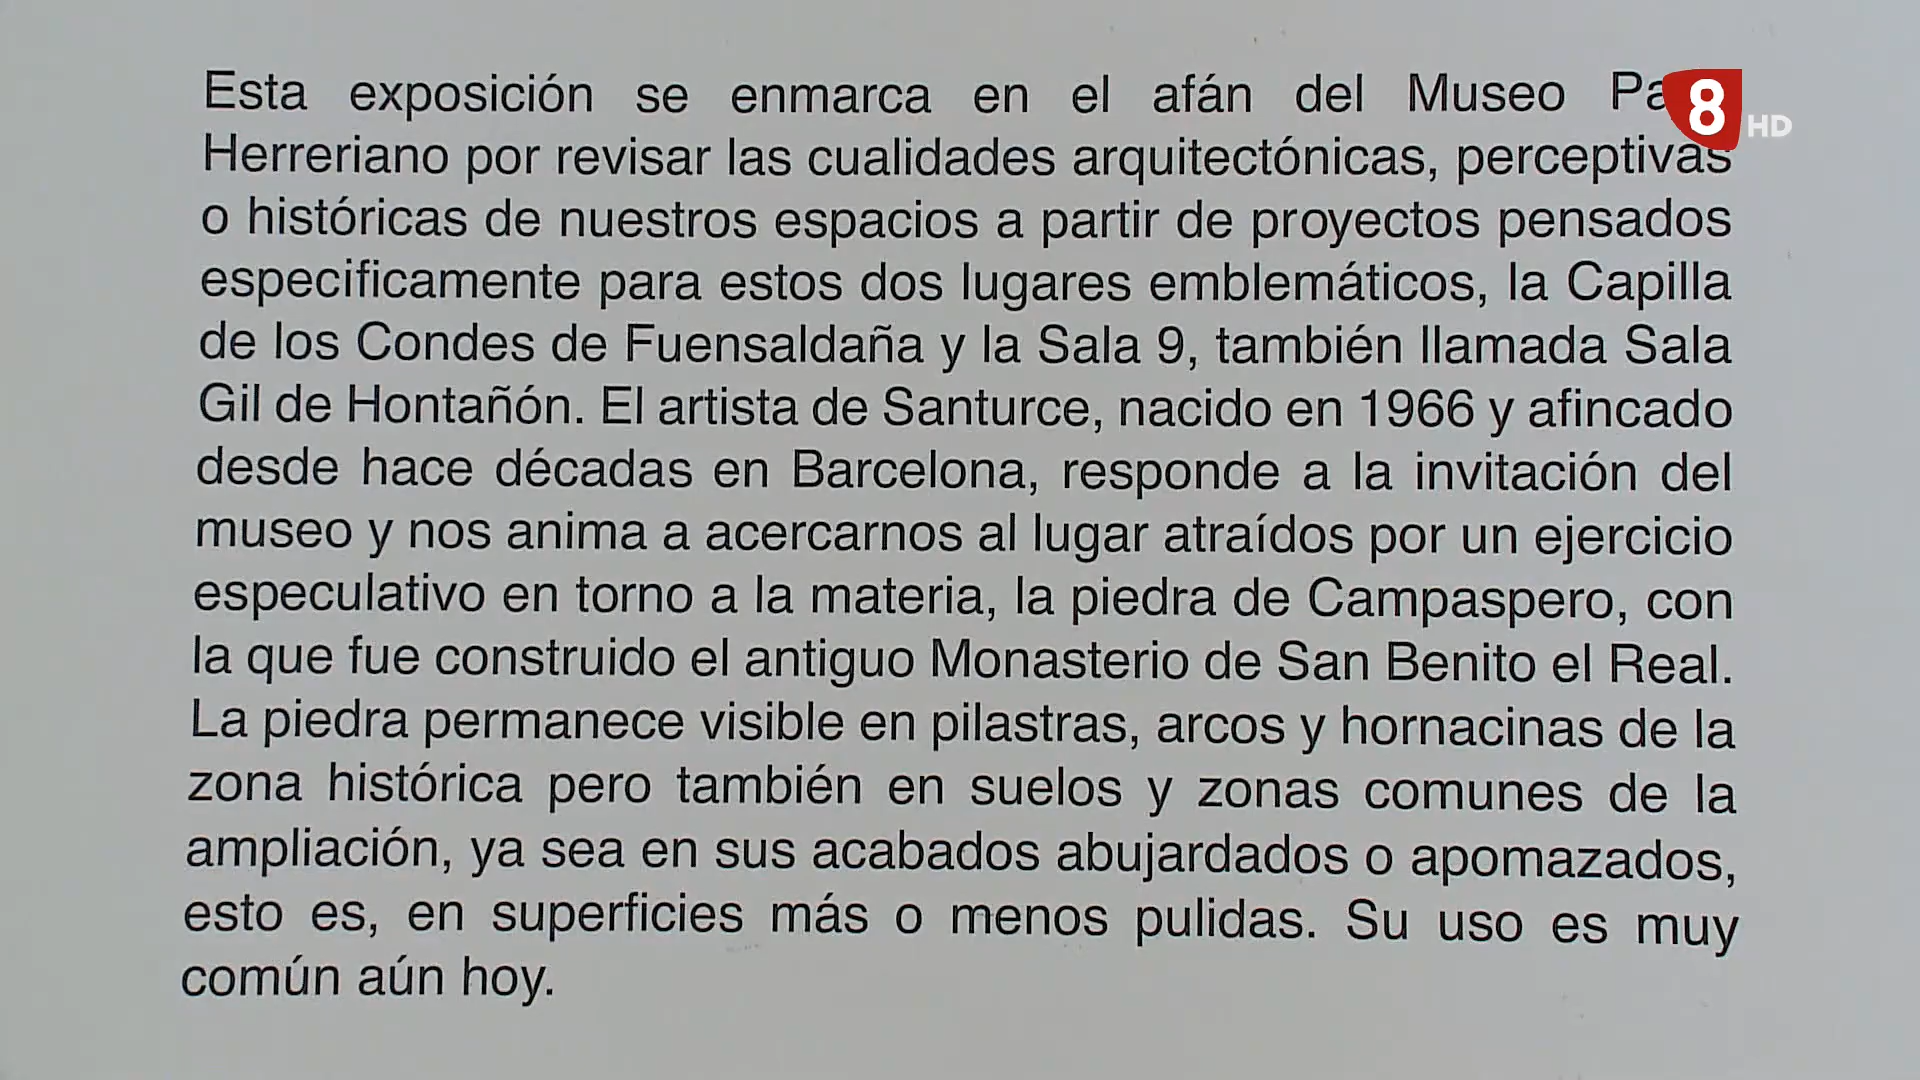 Esta exposición se enmarca en el afán del Museo
Herreriano por revisar las cualidades arquitectónicas, perceptivas
o históricas de nuestros espacios a partir de proyectos pensados
especificamente para estos dos lugares emblemáticos, la Capilla
de los Condes de Fuensaldaña y la Sala 9, también llamada Sala
Gil de Hontañón. El artista de Santurce, nacido en 1966 y afincado
desde hace décadas en Barcelona, responde a la invitación del
museo y nos anima a acercarnos al lugar atraídos por un ejercicio
especulativo en torno a la materia, la piedra de Campaspero, con
la que fue construido el antiguo Monasterio de San Benito el Real.
La piedra permanece visible en pilastras, arcos y hornacinas de la
zona histórica pero también en suelos y zonas comunes de la
ampliación, ya sea en sus acabados abujardados o apomazados,
esto es, en superficies más o menos pulidas. Su uso es muy
común aún hoy.
8 HD